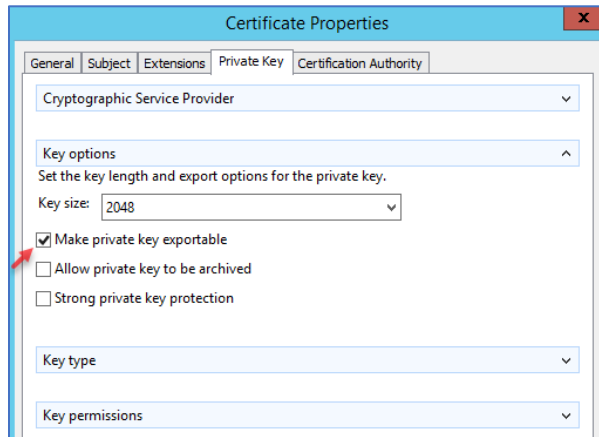 Certificate Properties
x
General Subject Extensions Private Key Certification Authority
Cryptographic Service Provider
Key options
Set the key length and export options for the private key.
Key size: 2048
Make private key exportable
Allow private key to be archived
Strong private key protection
Key type
Key permissions